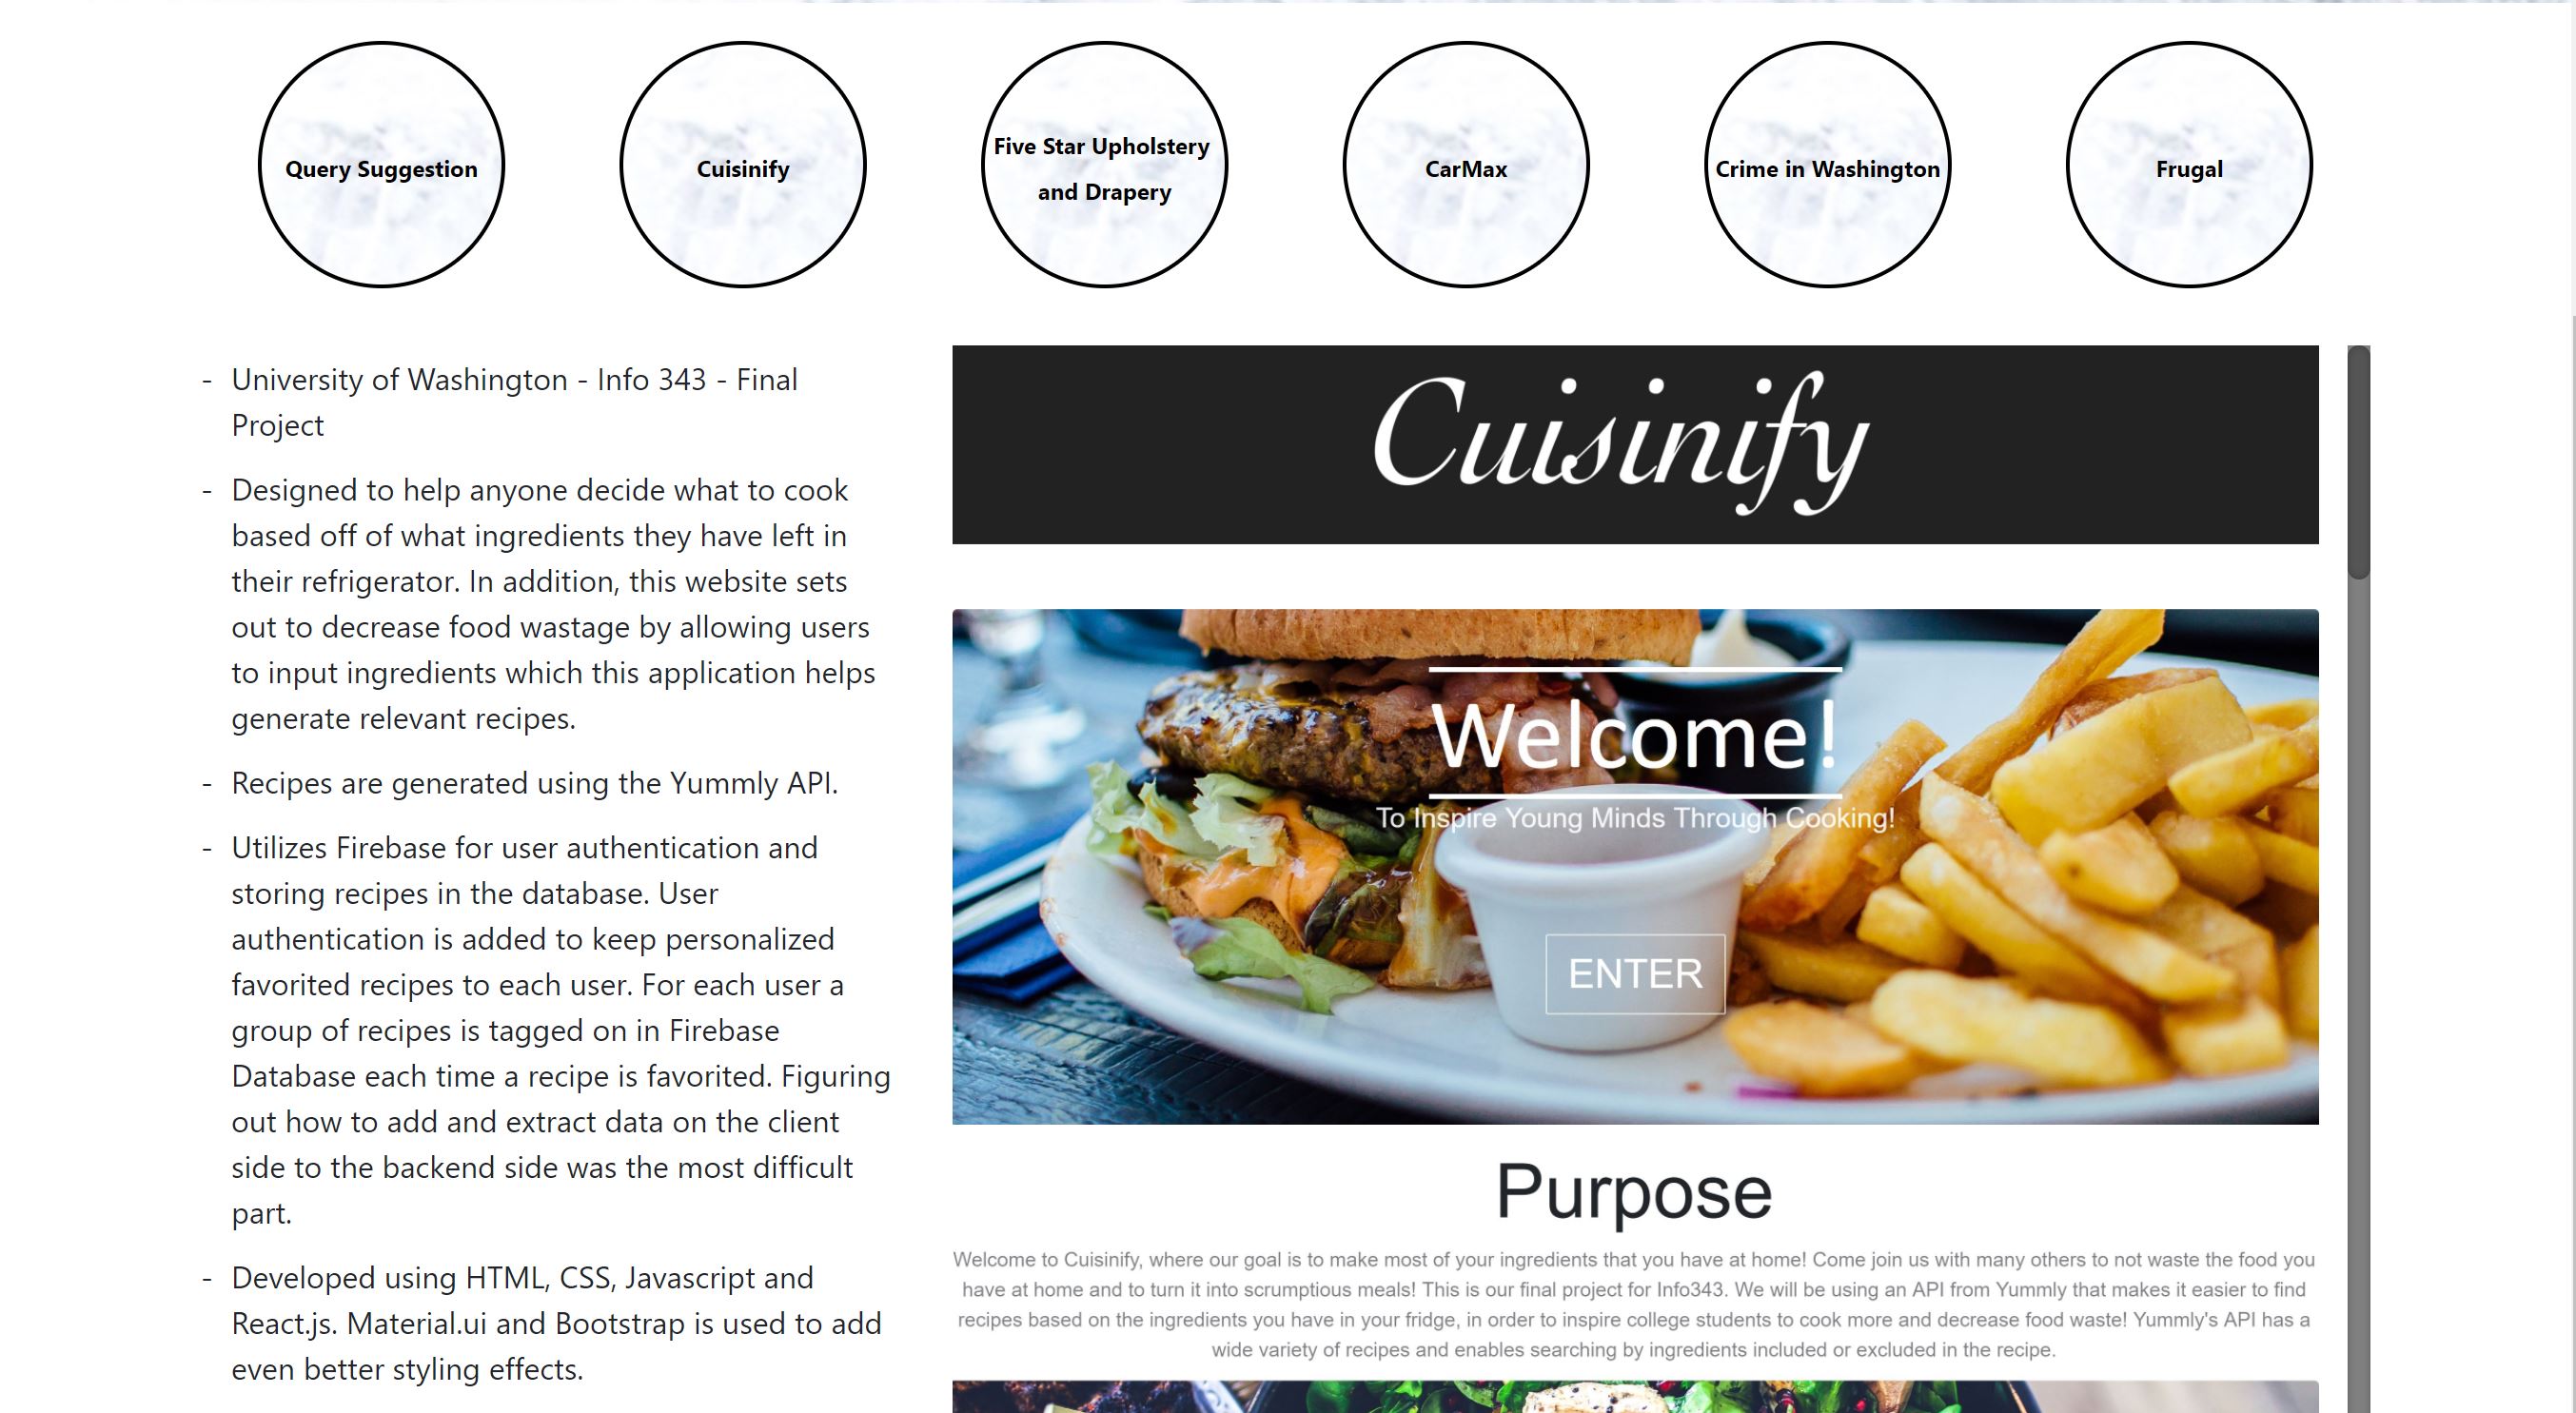 Query Suggestion
Cuisinify
Five Star Upholstery
and Drapery
CarMax
Crime in Washington
Frugal
- University of Washington - Info 343 - Final
Project
- Designed to help anyone decide what to cook
based off of what ingredients they have left in
their refrigerator. In addition, this website sets
out to decrease food wastage by allowing users
to input ingredients which this application helps
generate relevant recipes.
- Recipes are generated using the Yummly API.
- Utilizes Firebase for user authentication and
storing recipes in the database. User
authentication is added to keep personalized
favorited recipes to each user. For each user a
group of recipes is tagged on in Firebase
Database each time a recipe is favorited. Figuring
out how to add and extract data on the client
side to the backend side was the most difficult
part.
- Developed using HTML, CSS, Javascript and
React.js. Material.ui and Bootstrap is used to add
even better styling effects.
Cuisinify
Welcome!
To Inspire Young Minds Through Cooking!
ENTER
Purpose
Welcome to Cuisinify, where our goal is to make most of your ingredients that you have at home! Come join us with many others to not waste the food you
have at home and to turn it into scrumptious meals! This is our final project for Info343. We will be using an API from Yummly that makes it easier to find
recipes based on the ingredients you have in your fridge, in order to inspire college students to cook more and decrease food waste! Yummly's API has a
wide variety of recipes and enables searching by ingredients included or excluded in the recipe.